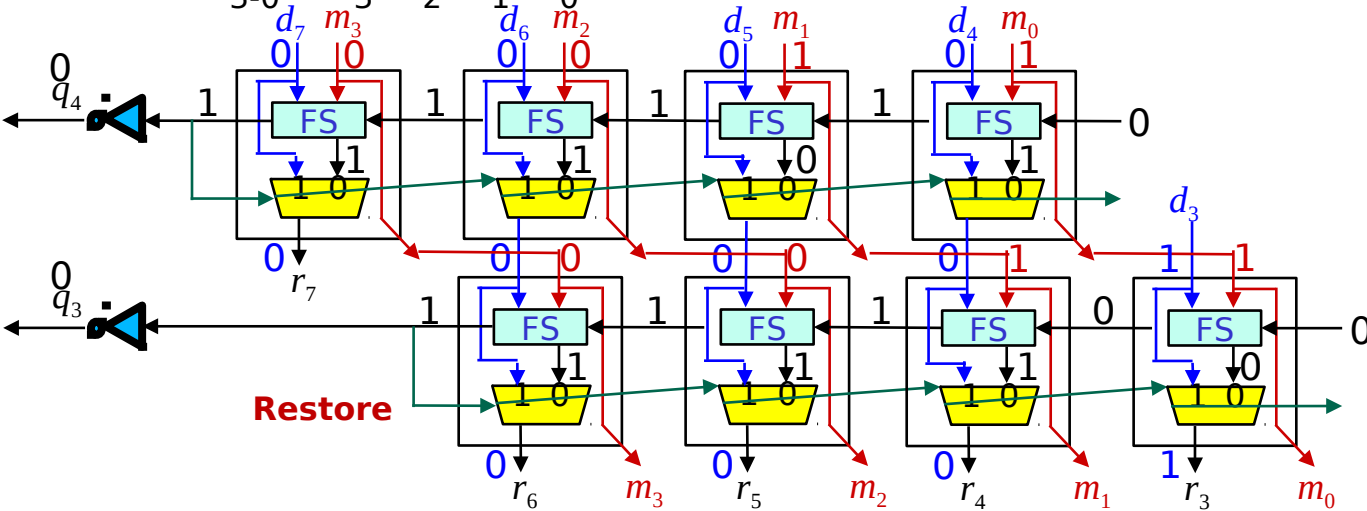 d7 m3 d6 m2 d5 m1 d4 m0
0 0 0 0 0 1 0 1
0
q4
1 1 1 1 0
FS FS FS FS
1 1 0 1
1 0 1 0 1 0 1 0
d3
0 0 0 0 0 0 1 1 1
r7
0
q3
1 1 1 0 0
FS FS FS FS
1 1 1 0
1 0 1 0 1 0 1 0
Restore
0 0 0 1
r6 m3 r5 m2 r4 m1 r3 m0